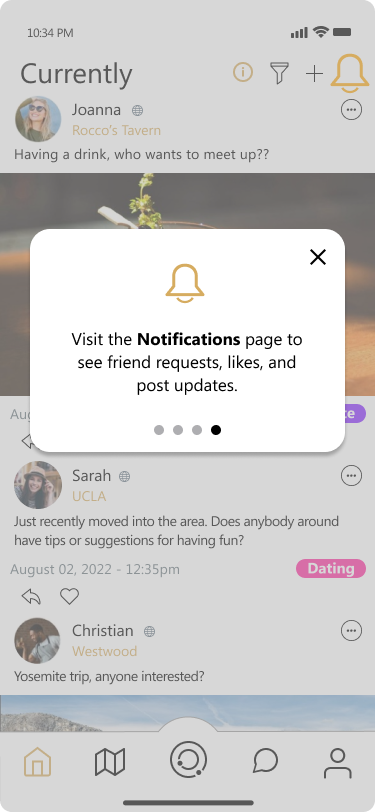 10:34 PM
Currently
Joanna
Rocco's Tavern
Having a drink, who wants to meet up??
Visit the Notifications page to
see friend requests, likes, and
post updates.
Sarah
UCLA
Just recently moved into the area. Does anybody around
have tips or suggestions for having fun?
August 02, 2022 - 12:35pm
Dating
Christian
Westwood
Yosemite trip, anyone interested?